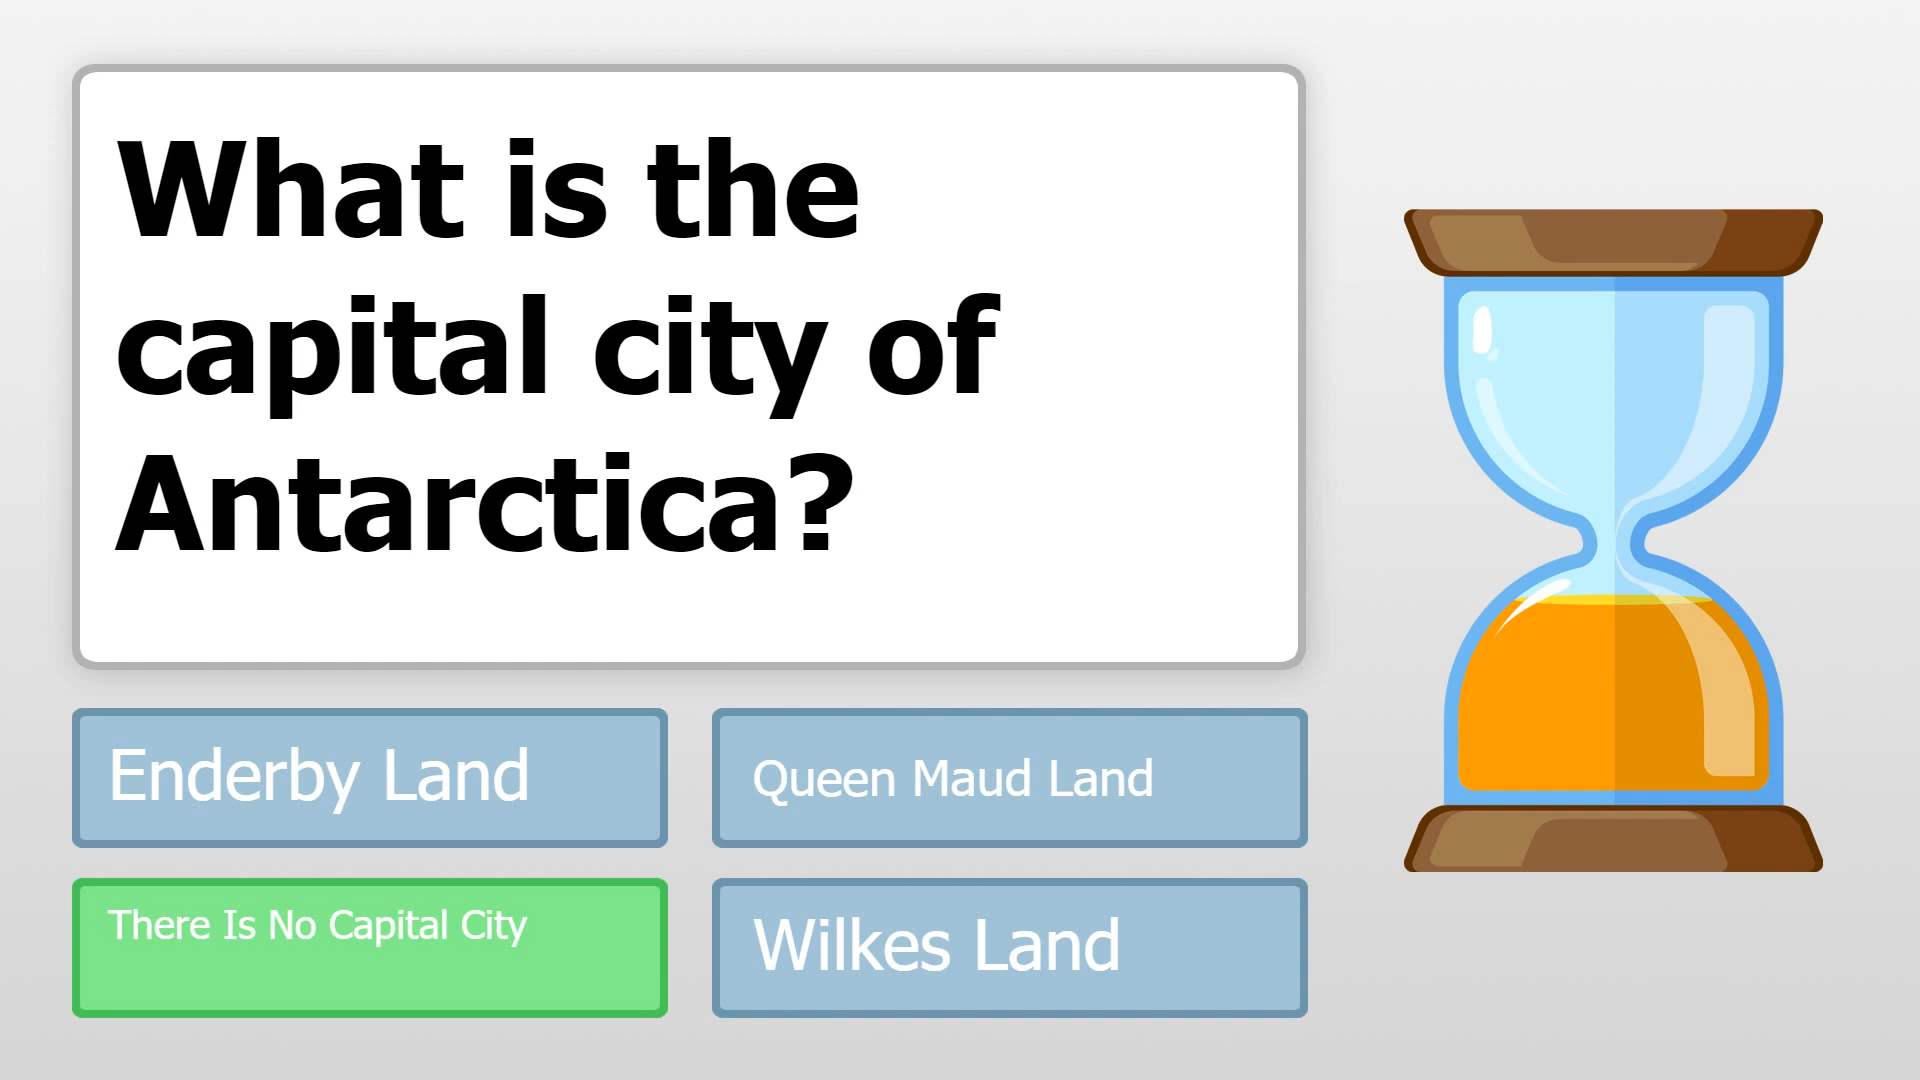 What is the
capital city of
Antarctica?
Enderby Land
Queen Maud Land
There Is No Capital City
Wilkes Land